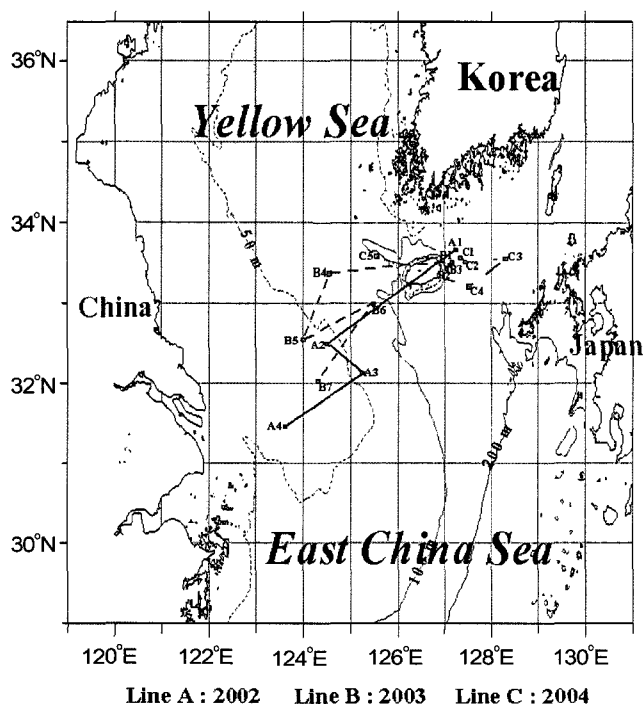 36°N
Korea
Yellow Sea
34°N
50 m
A1
C1
C2
C3
C4
C5
B3
B4
B6
China
B5
A2
Japan
A3
32°N
B7
A4
200 m
30°N
East China Sea
120°E 122°E 124°E 126°E 128°E 130°E
Line A : 2002 Line B : 2003 Line C : 2004